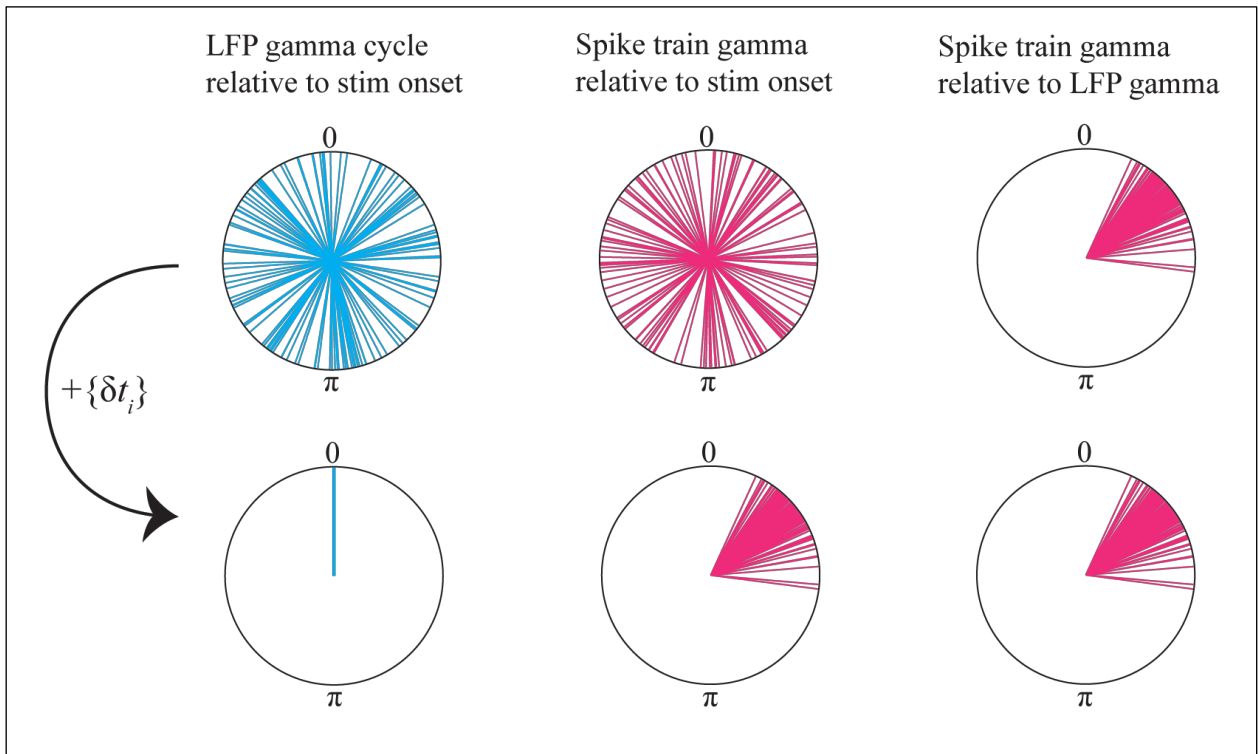 LFP gamma cycle
relative to stim onset
Spike train gamma
relative to stim onset
Spike train gamma
relative to LFP gamma
0
0
0
π
π
π
+{δtᵢ}
0
0
0
π
π
π